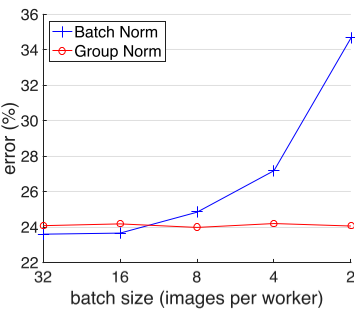 36
34
32
30
28
26
24
22
error (%)
Batch Norm
Group Norm
32 16 8 4 2
batch size (images per worker)